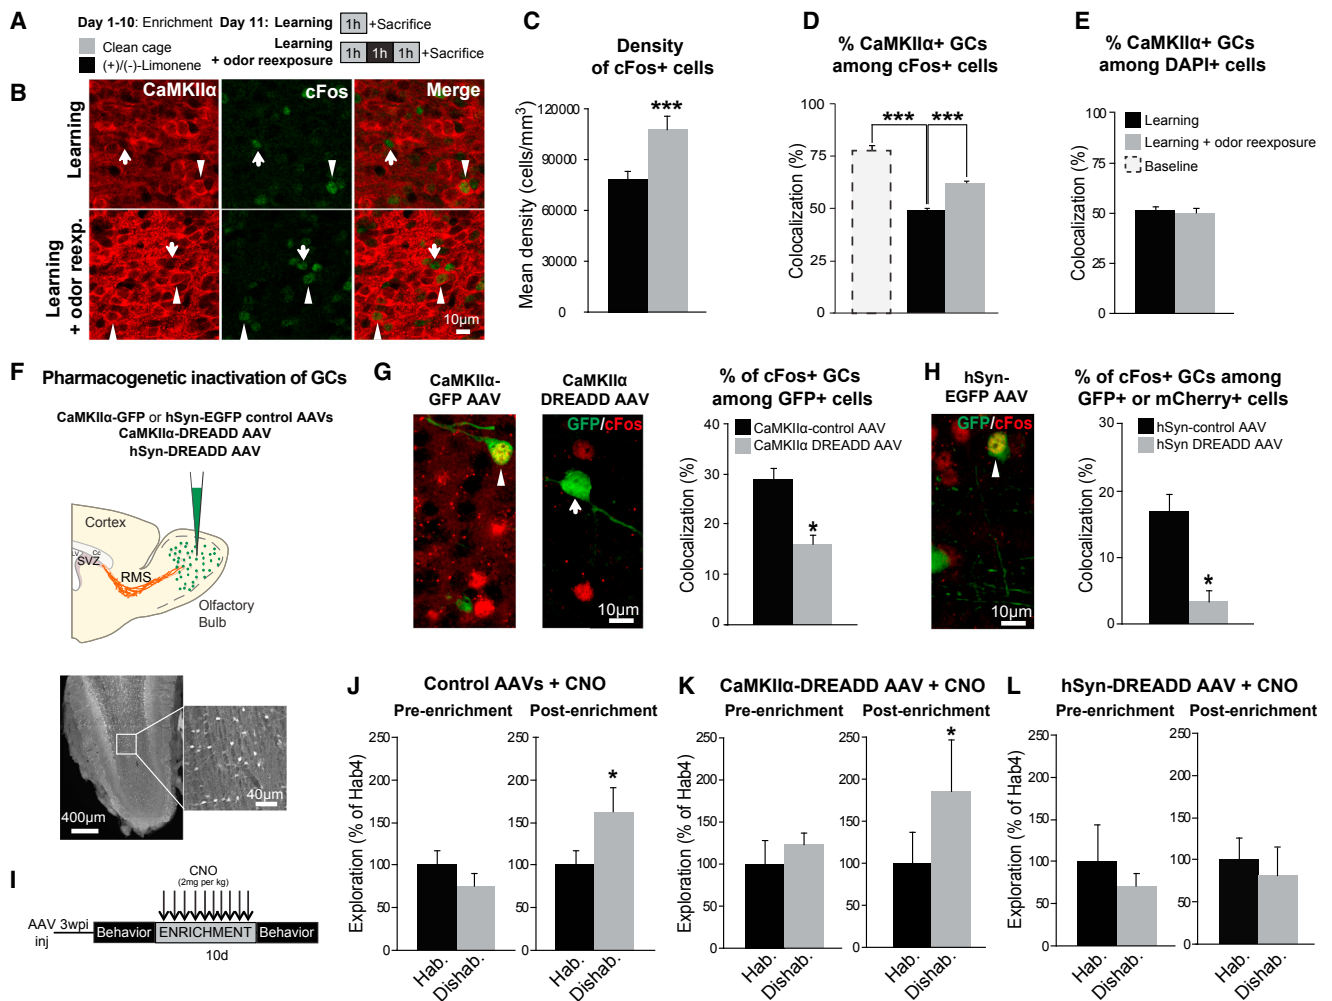 A
Day 1-10: Enrichment Day 11: Learning 1h +Sacrifice
Clean cage
(+)/(-)-Limonene
Learning
+ odor reexposure 1h 1h 1h +Sacrifice
B
CaMKIIα cFos Merge
Learning
Learning
+ odor reexp.
10µm
C
Density
of cFos+ cells
Mean density (cells/mm³)
120000
90000
60000
30000
0
***
D
% CaMKIIα+ GCs
among cFos+ cells
Colocalization (%)
100
75
50
25
0
*** ***
E
% CaMKIIα+ GCs
among DAPI+ cells
Colocalization (%)
100
75
50
25
0
Learning
Learning + odor reexposure
Baseline
F
Pharmacogenetic inactivation of GCs
CaMKIIα-GFP or hSyn-EGFP control AAVs
CaMKIIα-DREADD AAV
hSyn-DREADD AAV
Cortex
LV
Cc
SVZ
RMS
Olfactory
Bulb
400µm
40µm
G
CaMKIIα-
GFP AAV
CaMKIIα
DREADD AAV
GFP/cFos
10µm
% of cFos+ GCs
among GFP+ cells
CaMKIIα-control AAV
CaMKIIα DREADD AAV
Colocalization (%)
40
30
20
10
0
*
H
hSyn-
EGFP AAV
GFP/cFos
10µm
% of cFos+ GCs among
GFP+ or mCherry+ cells
hSyn-control AAV
hSyn DREADD AAV
Colocalization (%)
30
20
10
0
*
I
CNO
(2mg per kg)
AAV 3wpi
inj
Behavior ENRICHMENT Behavior
10d
J
Control AAVs + CNO
Pre-enrichment Post-enrichment
Exploration (% of Hab4)
250
200
150
100
50
0
Hab. Dishab.
250
200
150
100
50
0
*
Hab. Dishab.
K
CaMKIIα-DREADD AAV + CNO
Pre-enrichment Post-enrichment
Exploration (% of Hab4)
250
200
150
100
50
0
Hab. Dishab.
250
200
150
100
50
0
*
Hab. Dishab.
L
hSyn-DREADD AAV + CNO
Pre-enrichment Post-enrichment
Exploration (% of Hab4)
250
200
150
100
50
0
Hab. Dishab.
250
200
150
100
50
0
Hab. Dishab.